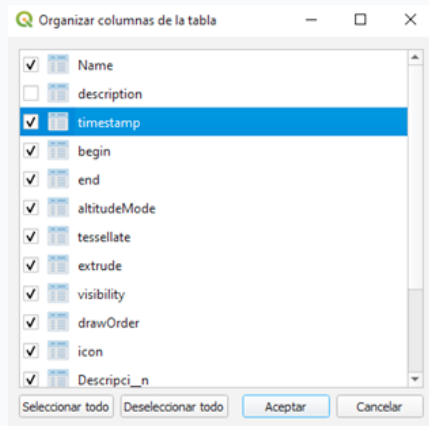 Organizar columnas de la tabla
Name
description
timestamp
begin
end
altitudeMode
tessellate
extrude
visibility
drawOrder
icon
Descripci__n
Seleccionar todo Deseleccionar todo Aceptar Cancelar